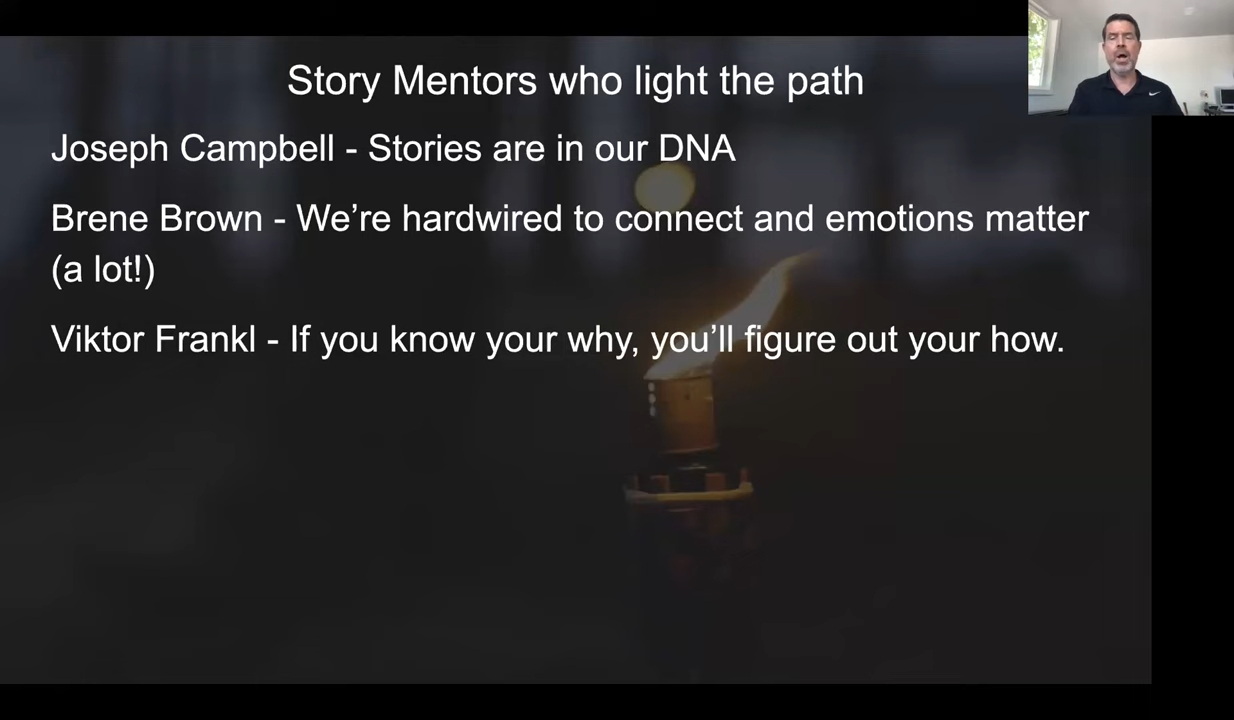 Story Mentors who light the path
Joseph Campbell - Stories are in our DNA
Brene Brown - We're hardwired to connect and emotions matter
(a lot!)
Viktor Frankl - If you know your why, you'll figure out your how.